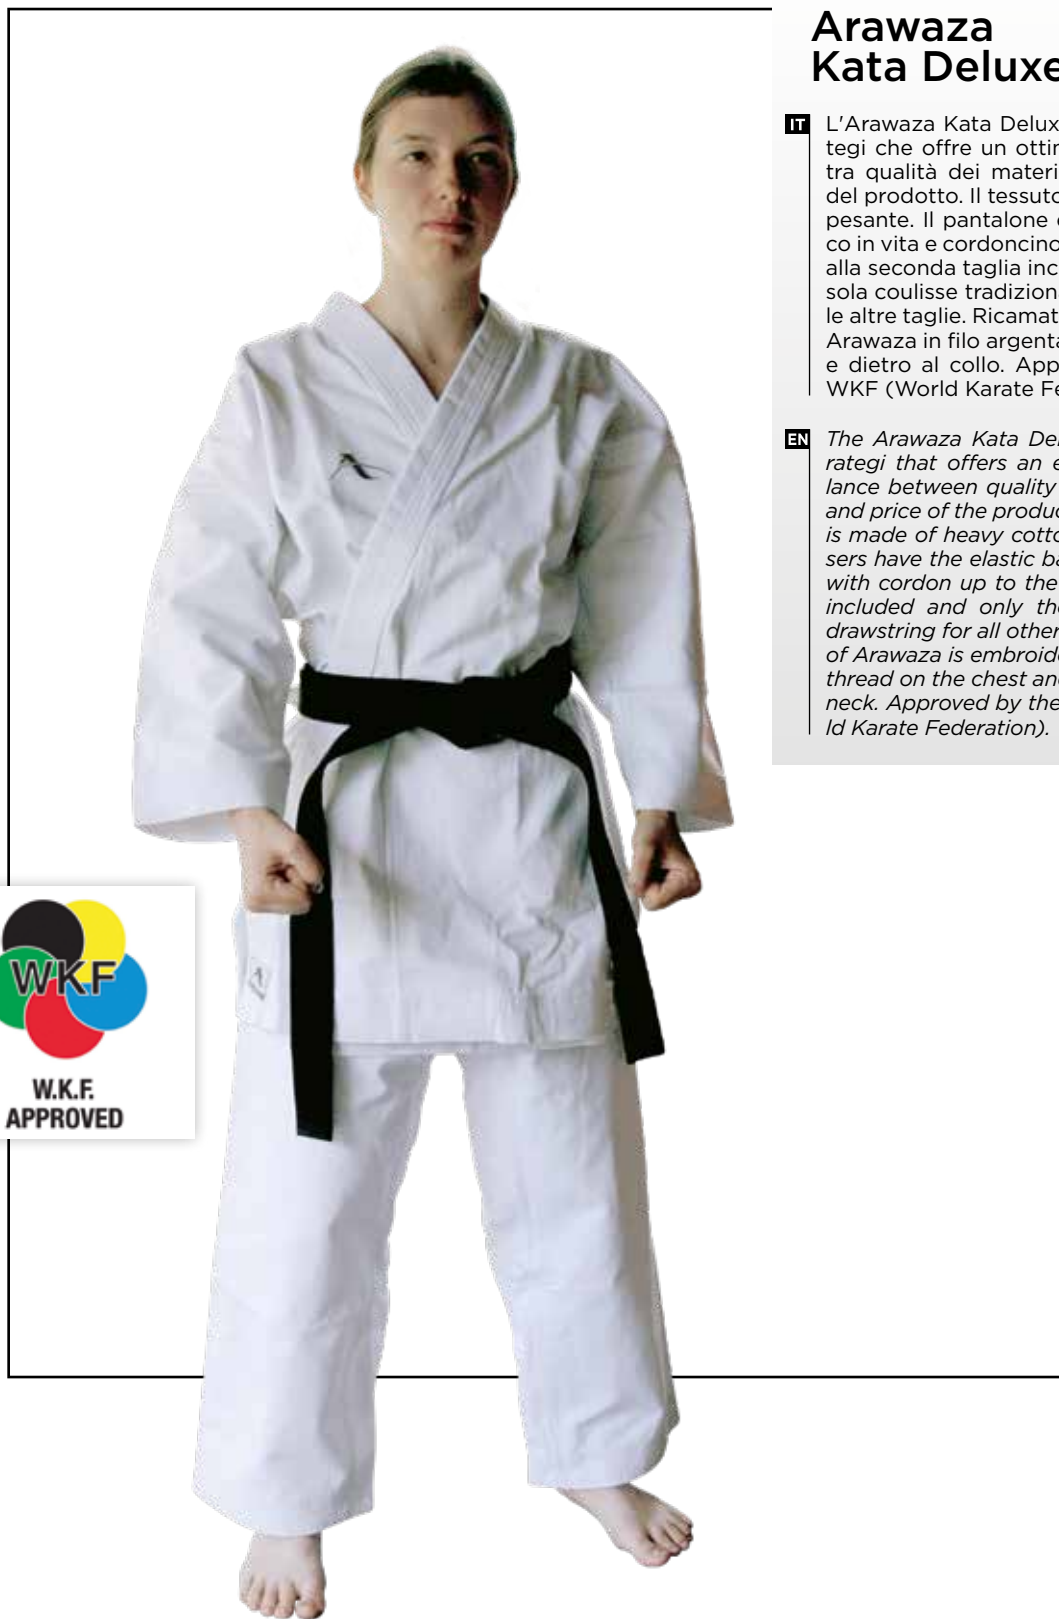 Arawaza
Kata Deluxe
IT
L'Arawaza Kata Delux
tegi che offre un otti
tra qualità dei materi
del prodotto. Il tessuto
pesante. Il pantalone
co in vita e cordoncino
alla seconda taglia inc
sola coulisse tradizion
le altre taglie. Ricamat
Arawaza in filo argenta
e dietro al collo. App
WKF (World Karate Fe
EN
The Arawaza Kata De
rategi that offers an e
lance between quality
and price of the produc
is made of heavy cotto
sers have the elastic ba
with cordon up to the
included and only the
drawstring for all other
of Arawaza is embroide
thread on the chest and
neck. Approved by the
ld Karate Federation).
WKF
W.K.F.
APPROVED